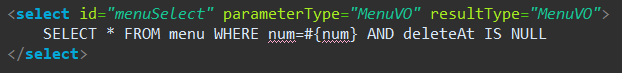 <select id="menuSelect" parameterType="MenuVO" resultType="MenuVO">
SELECT * FROM menu WHERE num=#{num} AND deleteAt IS NULL
</select>